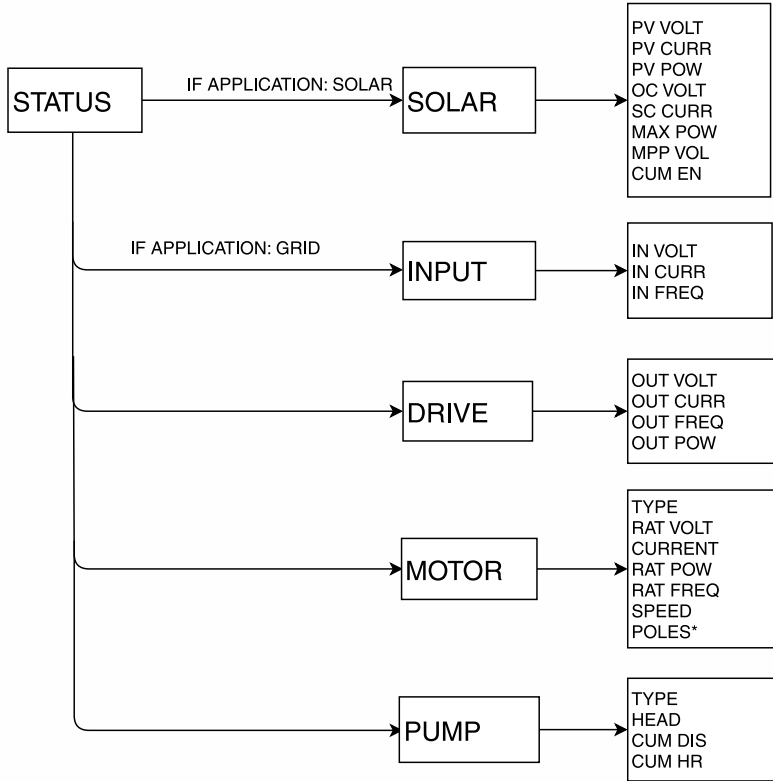 STATUS
IF APPLICATION: SOLAR
SOLAR
PV VOLT
PV CURR
PV POW
OC VOLT
SC CURR
MAX POW
MPP VOL
CUM EN
IF APPLICATION: GRID
INPUT
IN VOLT
IN CURR
IN FREQ
DRIVE
OUT VOLT
OUT CURR
OUT FREQ
OUT POW
MOTOR
TYPE
RAT VOLT
CURRENT
RAT POW
RAT FREQ
SPEED
POLES*
PUMP
TYPE
HEAD
CUM DIS
CUM HR